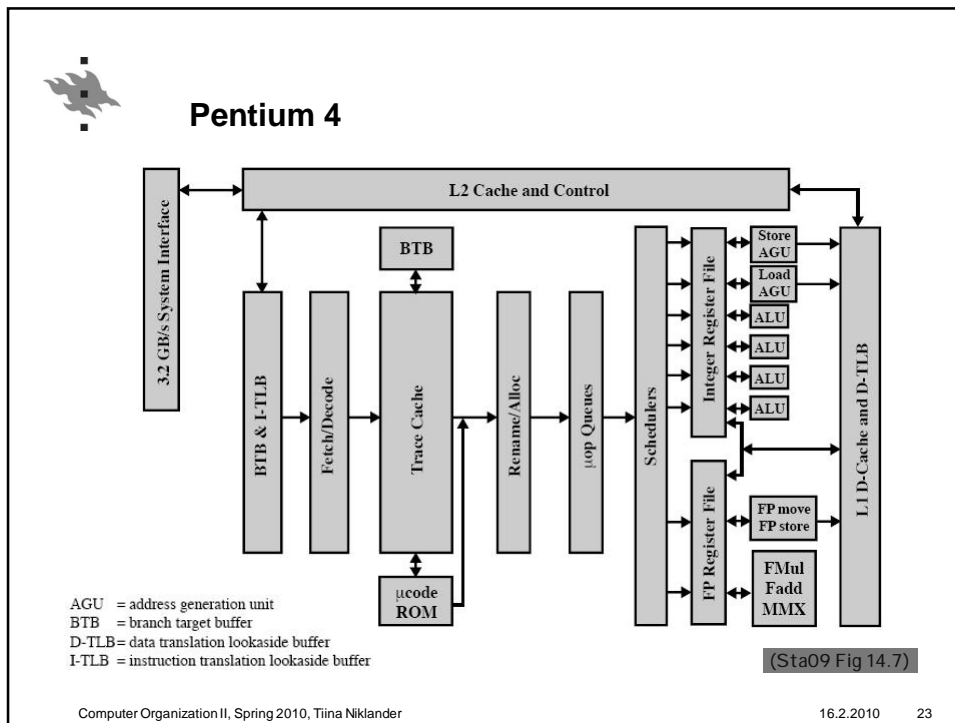 Pentium 4
L2 Cache and Control
3.2 GB/s System Interface
BTB & I-TLB
Fetch/Decode
BTB
Trace Cache
µcode
ROM
Rename/Alloc
µop Queues
Schedulers
Integer Register File
FP Register File
Store
AGU
Load
AGU
ALU
ALU
ALU
ALU
FP move
FP store
FMul
Fadd
MMX
L1 D-Cache and D-TLB
AGU = address generation unit
BTB = branch target buffer
D-TLB = data translation lookaside buffer
I-TLB = instruction translation lookaside buffer
(Sta09 Fig 14.7)
Computer Organization II, Spring 2010, Tiina Niklander
16.2.2010 23